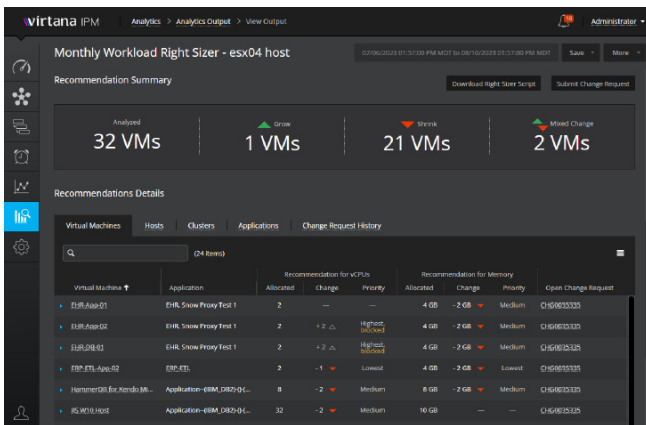 virtana IPM Analytics > Analytics Output > View Output Administrator
Monthly Workload Right Sizer - esx04 host 07/06/2023 01:57:00 PM MDT to 08/10/2023 01:57:00 PM MDT Save More
Recommendation Summary Download Right Sizer Script Submit Change Request
Analyzed Grow Shrink Mixed Change
32 VMs 1 VMs 21 VMs 2 VMs
Recommendations Details
Virtual Machines Hosts Clusters Applications Change Request History
(24 Items)
Recommendation for vCPUs Recommendation for Memory
Virtual Machine Application Allocated Change Priority Allocated Change Priority Open Change Request
EHR-App-01 EHR, Snow Proxy Test 1 2 — — 4 GB -2 GB Medium CHG0035335
EHR-App-02 EHR, Snow Proxy Test 1 2 +2 Highest, blocked 4 GB -2 GB Medium CHG0035335
EHR-DB-01 EHR, Snow Proxy Test 1 2 +2 Highest, blocked 4 GB -2 GB Medium CHG0035335
ERP-ETL-App-02 ERP-ETL 2 -1 Lowest 4 GB -2 GB Lowest CHG0035335
HammerDB for Xendo Mi... Application-(IBM_DB2)-()-(... 8 -2 Medium 8 GB -2 GB Medium CHG0035335
W10 Host Application-(IBM_DB2)-()-(... 32 -2 Medium 10 GB — — CHG0035335